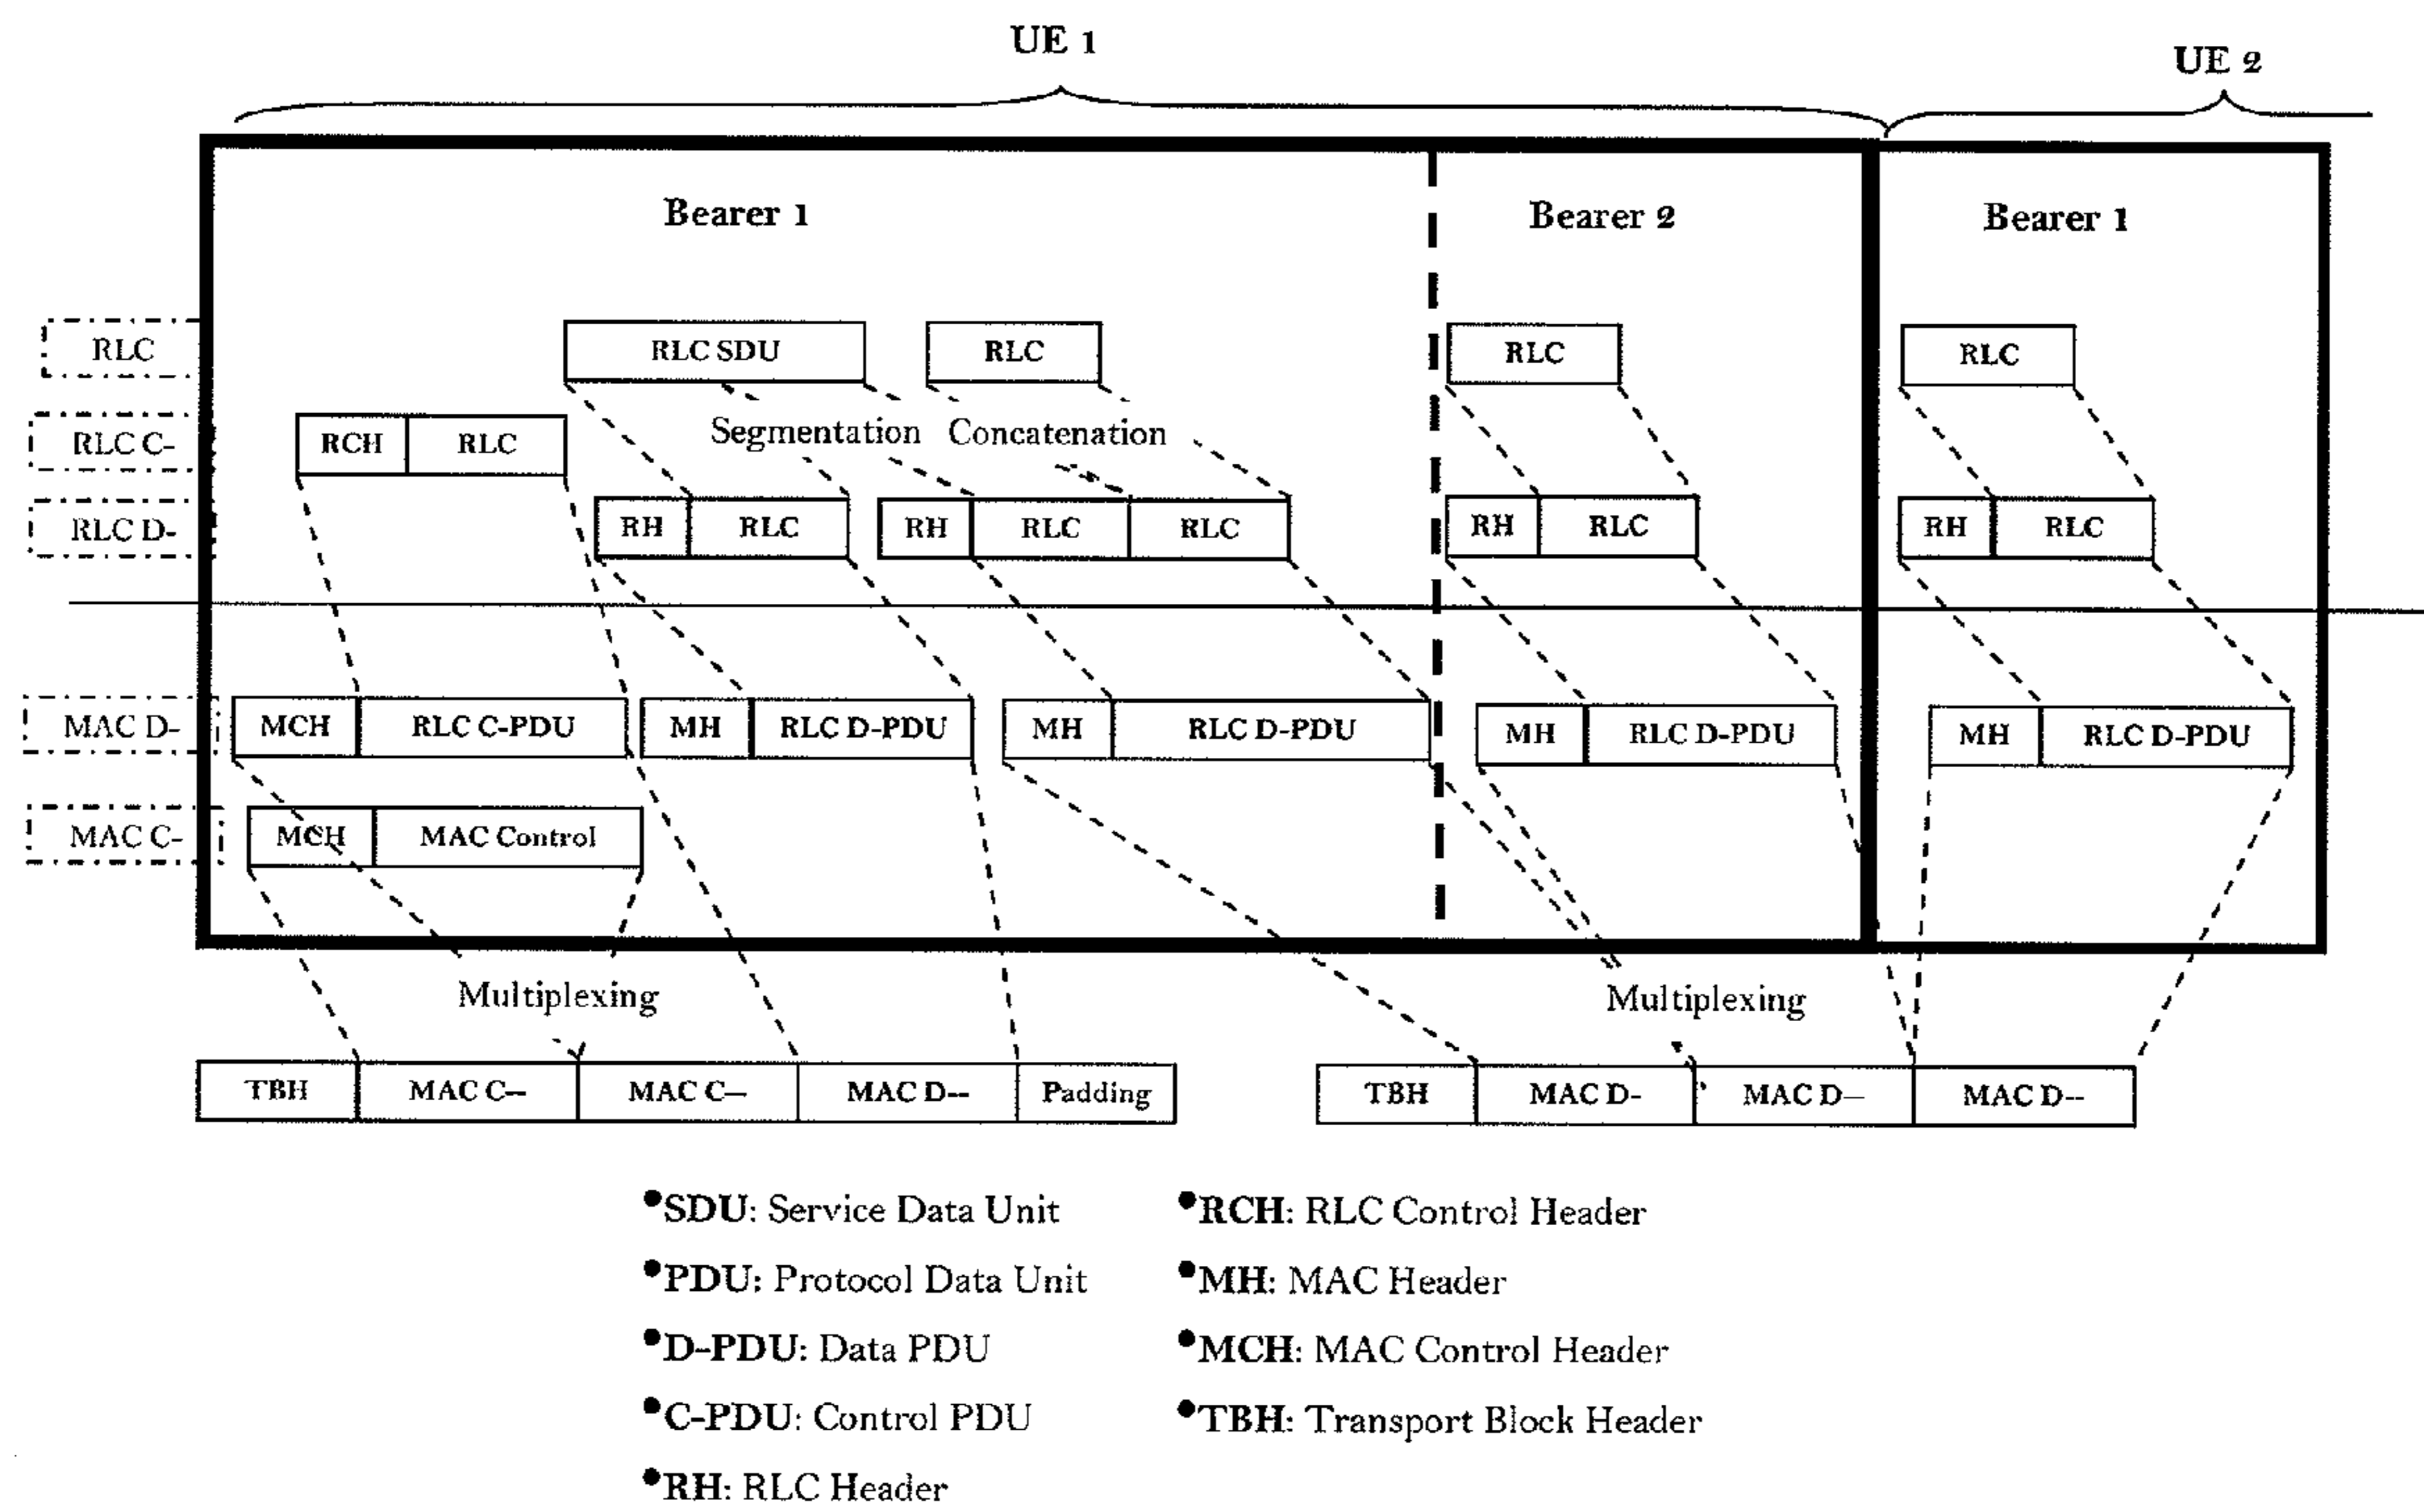 UE 1
UE 2
Bearer 1 Bearer 2 Bearer 1
RLC RLC SDU RLC RLC RLC
Segmentation Concatenation
RLC C- RCH RLC
RLC D- RH RLC RH RLC RLC RH RLC RH RLC
MAC D- MCH RLC C-PDU MH RLC D-PDU MH RLC D-PDU MH RLC D-PDU MH RLC D-PDU
MAC C- MCH MAC Control
Multiplexing Multiplexing
TBH MAC C-- MAC C-- MAC D-- Padding TBH MAC D- MAC D-- MAC D--
•SDU: Service Data Unit
•PDU: Protocol Data Unit
•D-PDU: Data PDU
•C-PDU: Control PDU
•RH: RLC Header
•RCH: RLC Control Header
•MH: MAC Header
•MCH: MAC Control Header
•TBH: Transport Block Header